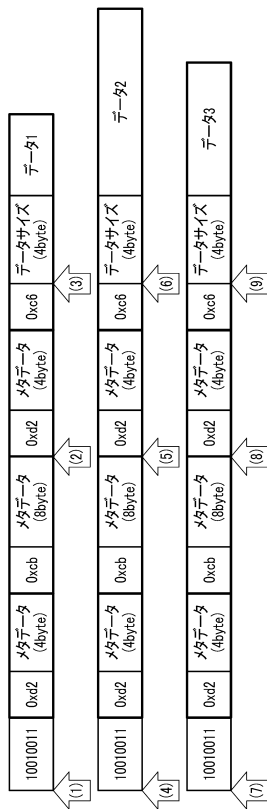 10010011
0xd2
メタデータ
(4byte)
0xcb
メタデータ
(8byte)
0xd2
メタデータ
(4byte)
0xc6
データサイズ
(4byte)
データ1
(1)
(2)
(3)
10010011
0xd2
メタデータ
(4byte)
0xcb
メタデータ
(8byte)
0xd2
メタデータ
(4byte)
0xc6
データサイズ
(4byte)
データ2
(4)
(5)
(6)
10010011
0xd2
メタデータ
(4byte)
0xcb
メタデータ
(8byte)
0xd2
メタデータ
(4byte)
0xc6
データサイズ
(4byte)
データ3
(7)
(8)
(9)